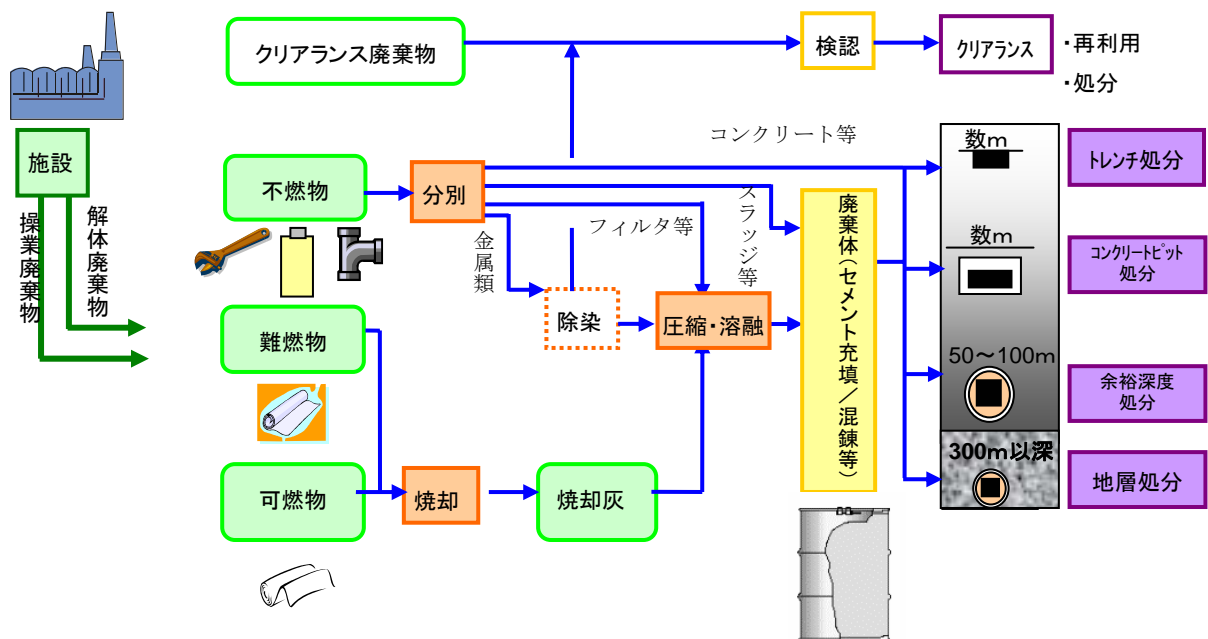 クリアランス廃棄物
検認
クリアランス
・再利用
・処分
施設
操業廃棄物
解体廃棄物
不燃物
分別
コンクリート等
スラッジ等
フィルタ等
金属類
除染
圧縮・溶融
難燃物
可燃物
焼却
焼却灰
廃棄体(セメント充填/混錬等)
数m
トレンチ処分
数m
コンクリートピット
処分
50～100m
余裕深度
処分
300m以深
地層処分